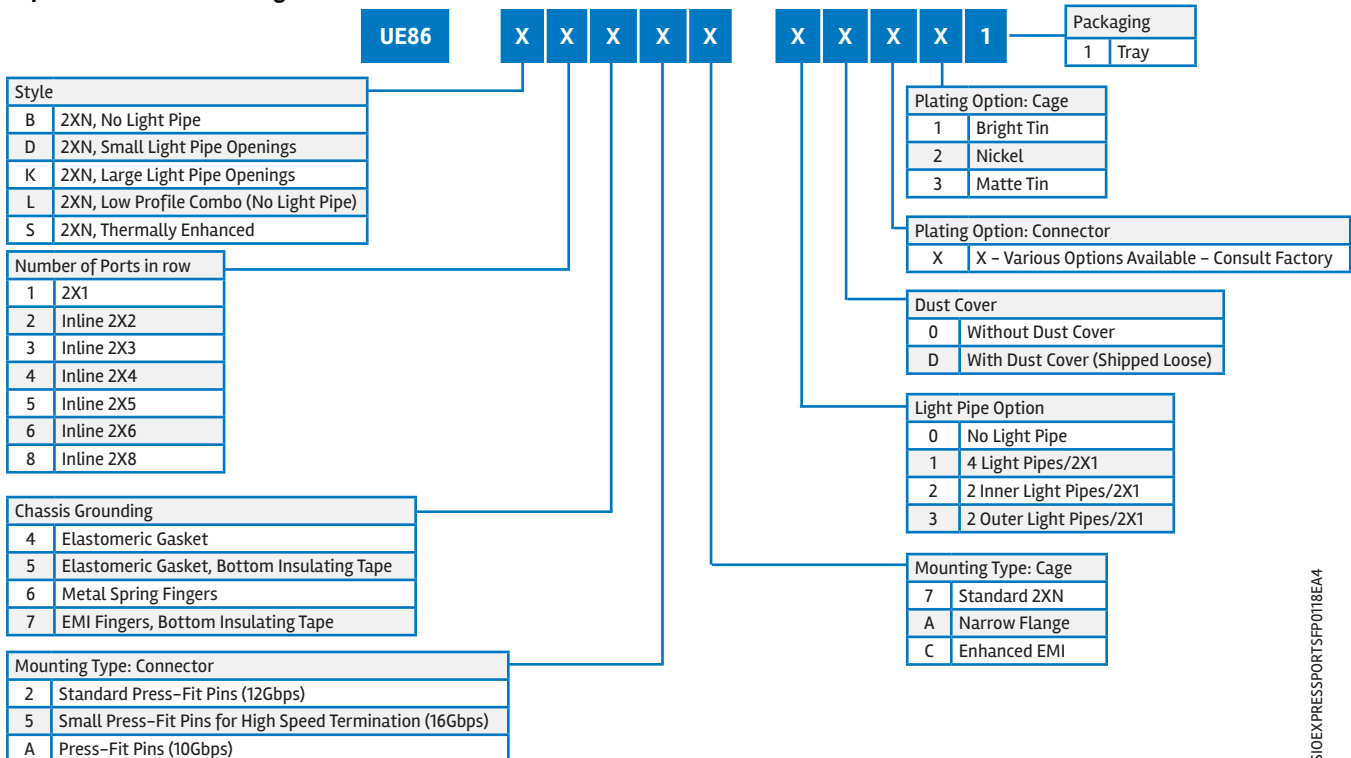 UE86 X X X X X X X X X 1
Packaging
1 Tray
Style
B 2XN, No Light Pipe
D 2XN, Small Light Pipe Openings
K 2XN, Large Light Pipe Openings
L 2XN, Low Profile Combo (No Light Pipe)
S 2XN, Thermally Enhanced
Number of Ports in row
1 2X1
2 Inline 2X2
3 Inline 2X3
4 Inline 2X4
5 Inline 2X5
6 Inline 2X6
8 Inline 2X8
Chassis Grounding
4 Elastomeric Gasket
5 Elastomeric Gasket, Bottom Insulating Tape
6 Metal Spring Fingers
7 EMI Fingers, Bottom Insulating Tape
Mounting Type: Connector
2 Standard Press-Fit Pins (12Gbps)
5 Small Press-Fit Pins for High Speed Termination (16Gbps)
A Press-Fit Pins (10Gbps)
Plating Option: Cage
1 Bright Tin
2 Nickel
3 Matte Tin
Plating Option: Connector
X X – Various Options Available – Consult Factory
Dust Cover
0 Without Dust Cover
D With Dust Cover (Shipped Loose)
Light Pipe Option
0 No Light Pipe
1 4 Light Pipes/2X1
2 2 Inner Light Pipes/2X1
3 2 Outer Light Pipes/2X1
Mounting Type: Cage
7 Standard 2XN
A Narrow Flange
C Enhanced EMI
SIOEXPRESSPORTSFP0118EA4